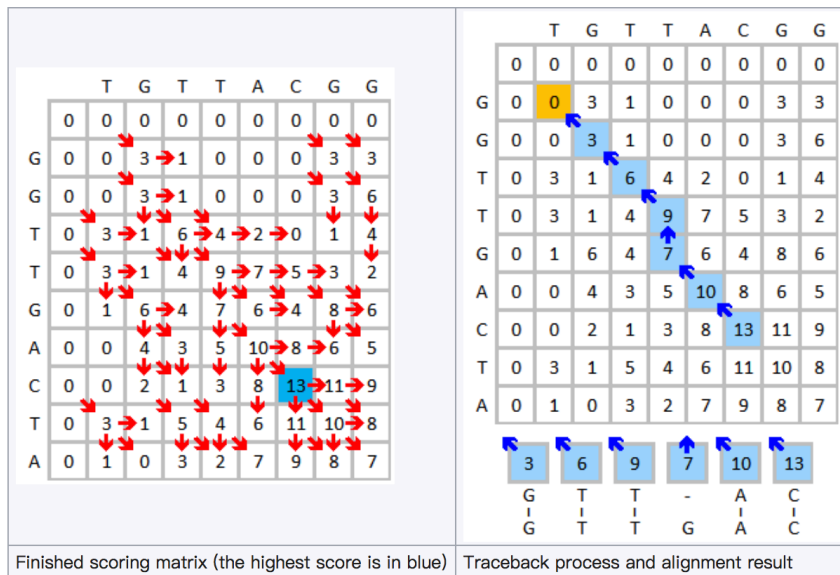 T G T T A C G G
0 0 0 0 0 0 0 0 0
G 0 0 3 1 0 0 0 3 3
G 0 0 3 1 0 0 0 3 6
T 0 3 1 6 4 2 0 1 4
T 0 3 1 4 9 7 5 3 2
G 0 1 6 4 7 6 4 8 6
A 0 0 4 3 5 10 8 6 5
C 0 0 2 1 3 8 13 11 9
T 0 3 1 5 4 6 11 10 8
A 0 1 0 3 2 7 9 8 7
Finished scoring matrix (the highest score is in blue)
T G T T A C G G
0 0 0 0 0 0 0 0 0
G 0 0 3 1 0 0 0 3 3
G 0 0 3 1 0 0 0 3 6
T 0 3 1 6 4 2 0 1 4
T 0 3 1 4 9 7 5 3 2
G 0 1 6 4 7 6 4 8 6
A 0 0 4 3 5 10 8 6 5
C 0 0 2 1 3 8 13 11 9
T 0 3 1 5 4 6 11 10 8
A 0 1 0 3 2 7 9 8 7
3 6 9 7 10 13
G T T - A C
G T T G A C
Traceback process and alignment result